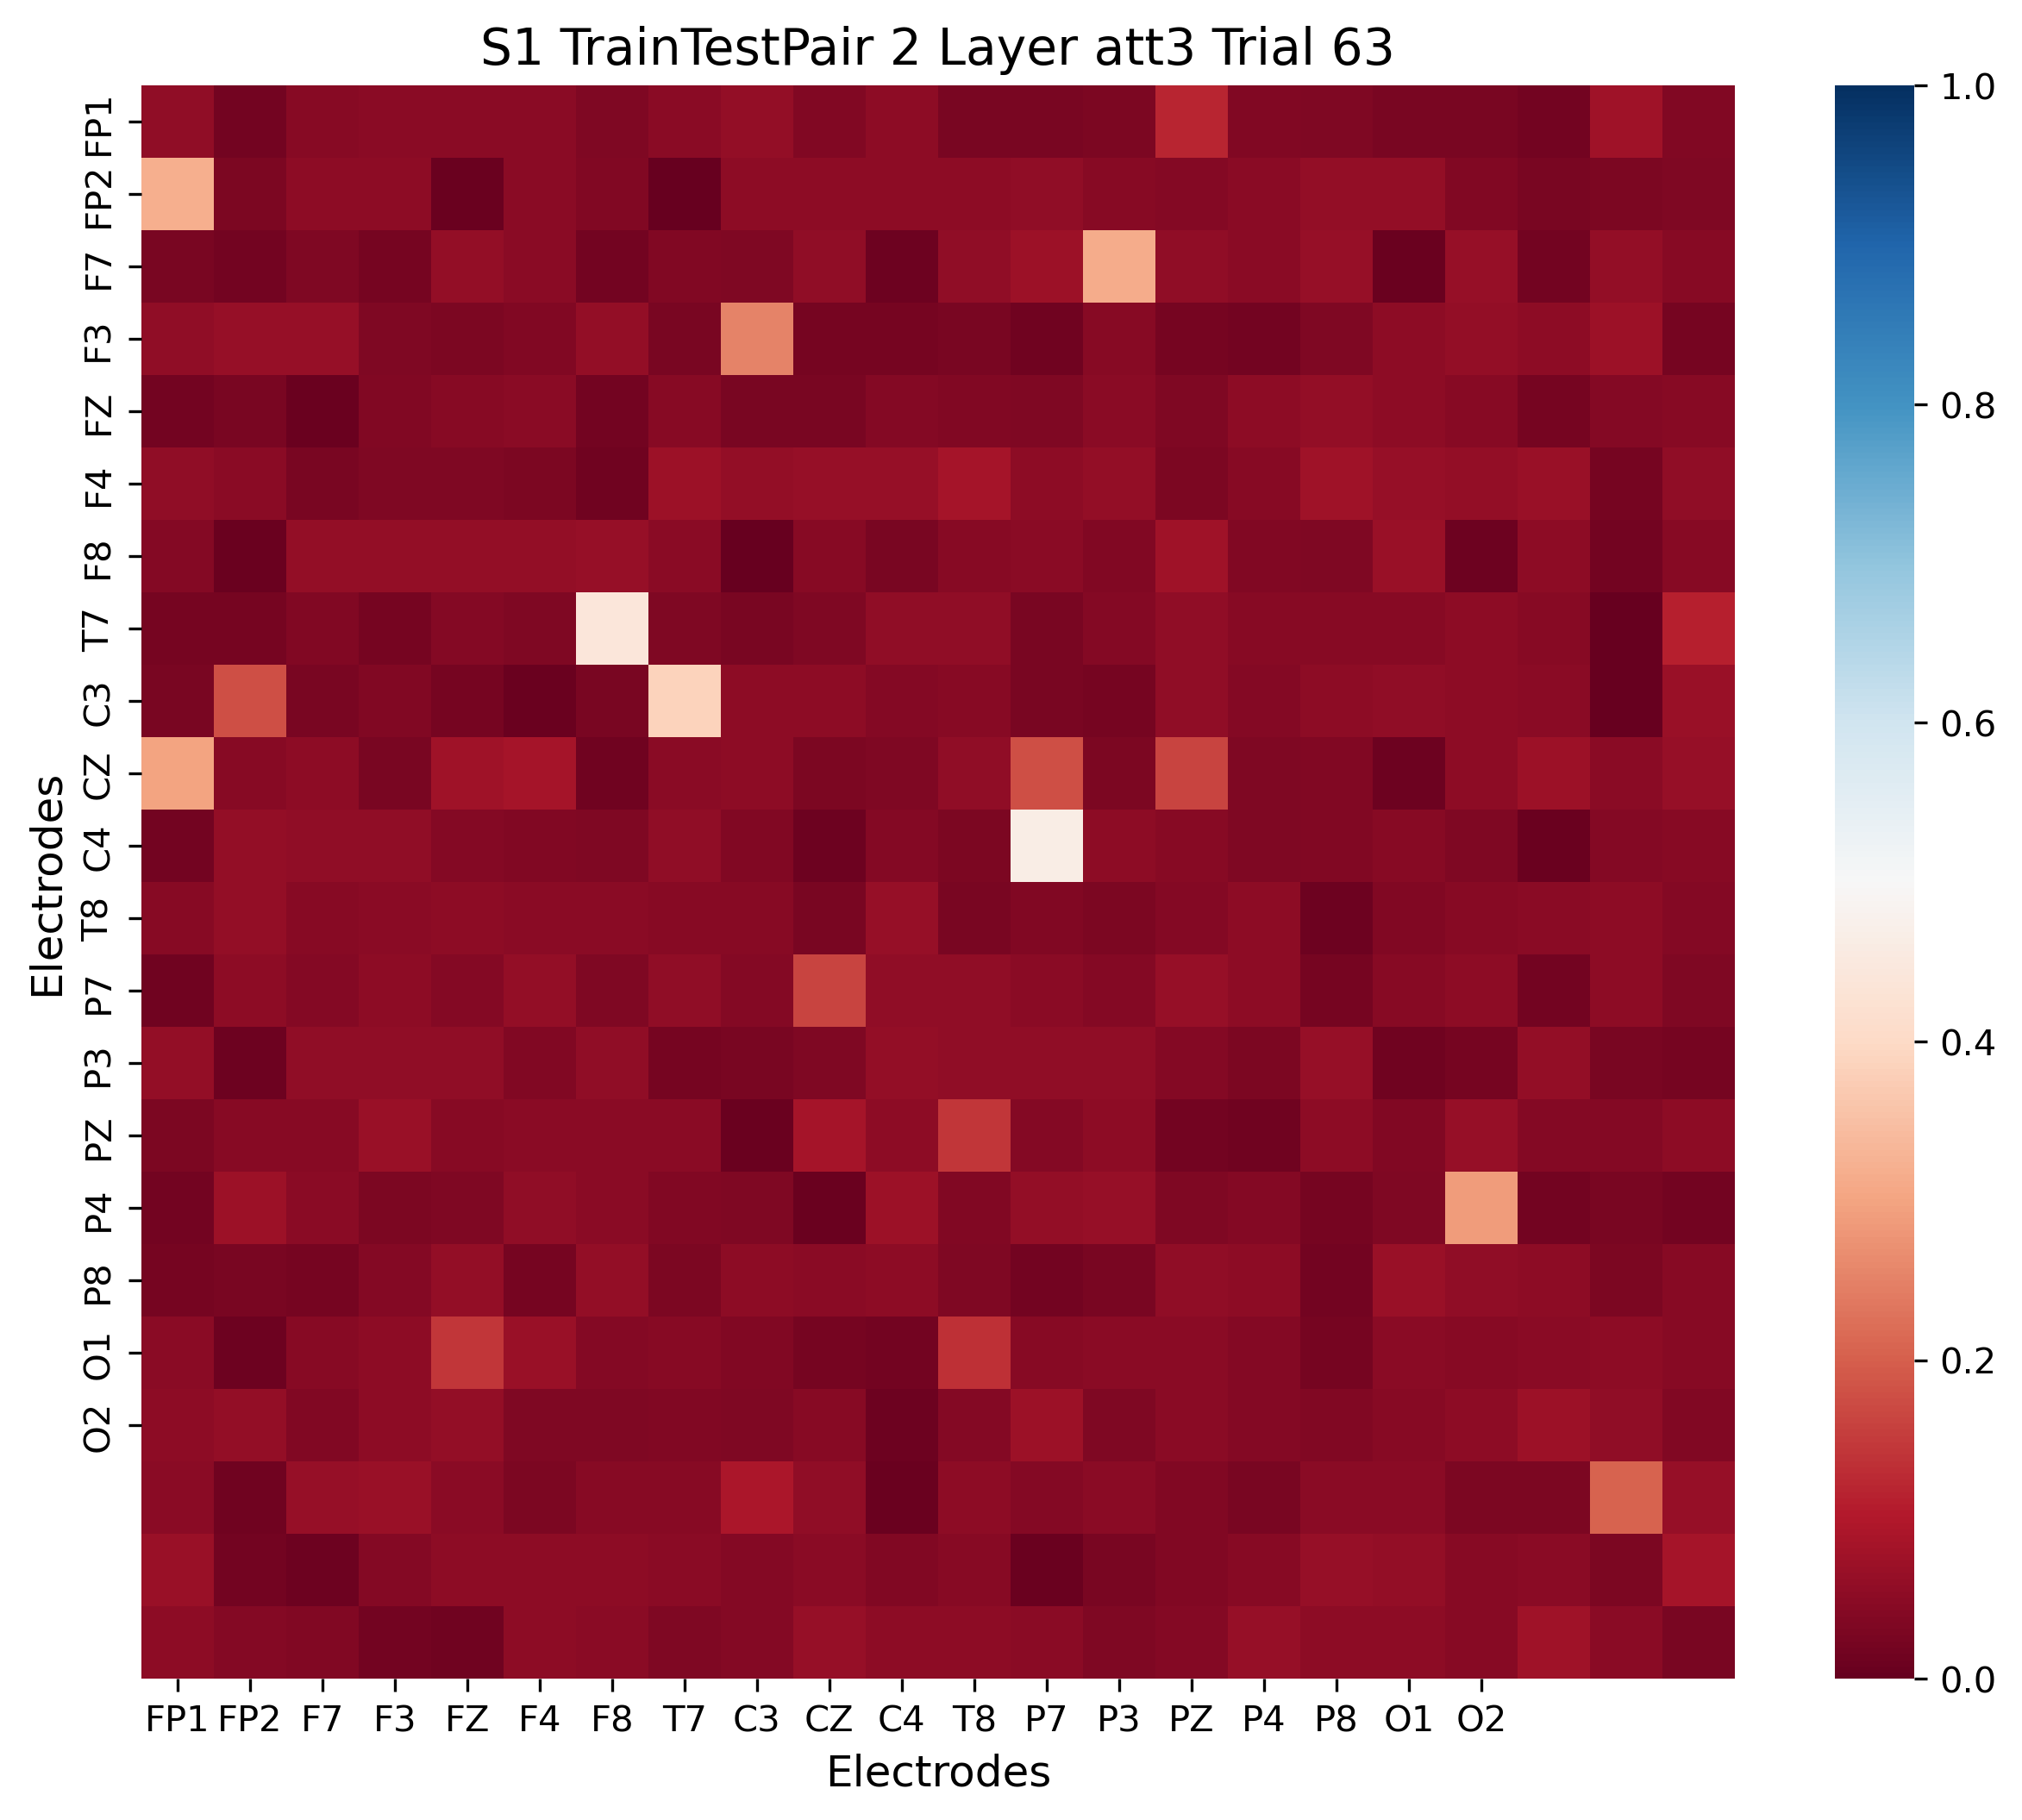 S1 TrainTestPair 2 Layer att3 Trial 63
Electrodes
FP1
FP2
F7
F3
FZ
F4
F8
T7
C3
CZ
C4
T8
P7
P3
PZ
P4
P8
O1
O2
FP1 FP2 F7 F3 FZ F4 F8 T7 C3 CZ C4 T8 P7 P3 PZ P4 P8 O1 O2
Electrodes
1.0
0.8
0.6
0.4
0.2
0.0